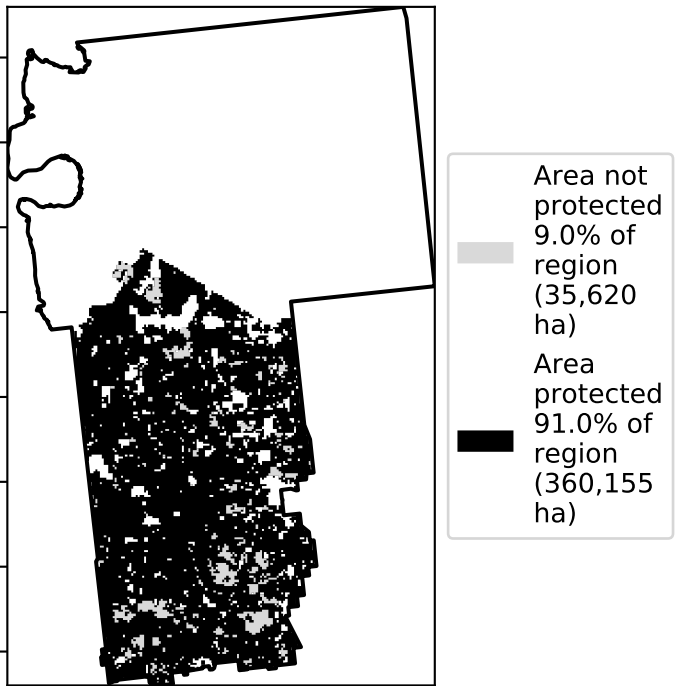 Area not
protected
9.0% of
region
(35,620
ha)
Area
protected
91.0% of
region
(360,155
ha)